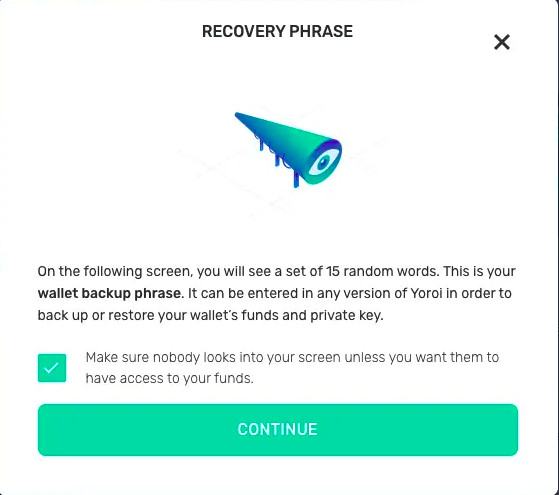 RECOVERY PHRASE
On the following screen, you will see a set of 15 random words. This is your
wallet backup phrase. It can be entered in any version of Yoroi in order to
back up or restore your wallet’s funds and private key.
Make sure nobody looks into your screen unless you want them to
have access to your funds.
CONTINUE